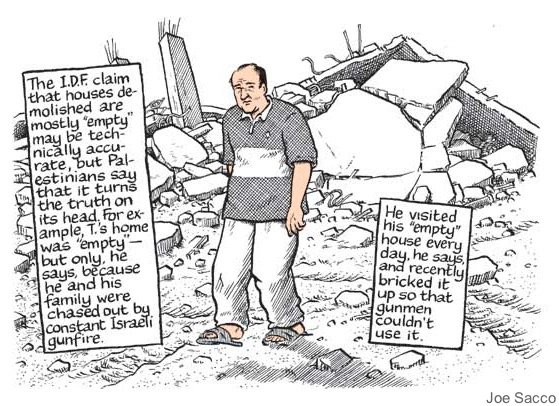 The I.D.F. claim
that houses de-
molished are
mostly "empty"
may be tech-
nically accu-
rate, but Pal-
estinians say
that it turns
the truth on
its head. For ex-
ample, T.'s home
was "empty"—
but only, he
says, because
he and his
family were
chased out by
constant Israeli
gunfire.
He visited
his "empty"
house every
day, he says,
and recently
bricked it
up so that
gunmen
couldn't
use it.
Joe Sacco